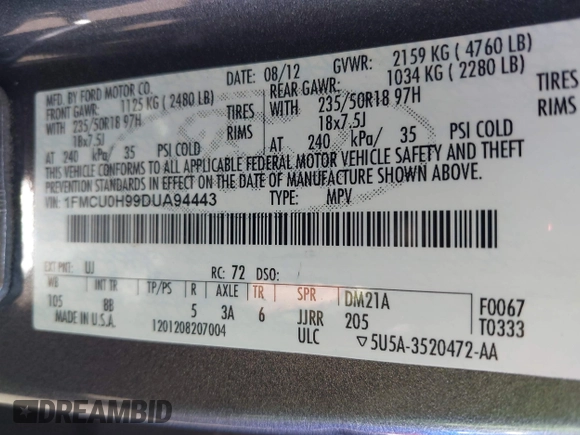 MFD. BY FORD MOTOR CO.
DATE: 08/12 GVWR: 2159 KG ( 4760 LB)
FRONT GAWR: 1125 KG ( 2480 LB)
REAR GAWR: 1034 KG ( 2280 LB)
WITH 235/50R18 97H TIRES
WITH 235/50R18 97H TIRES
18x7.5J RIMS
18x7.5J RIMS
AT 240 kPa/ 35 PSI COLD
AT 240 kPa/ 35 PSI COLD
THIS VEHICLE CONFORMS TO ALL APPLICABLE FEDERAL MOTOR VEHICLE SAFETY AND THEFT
PREVENTION STANDARDS IN EFFECT ON THE DATE OF MANUFACTURE SHOWN ABOVE.
VIN: 1FMCU0H99DUA94443 TYPE: MPV
EXT PNT: UJ RC: 72 DSO:
WB INT TR TP/PS R AXLE TR SPR DM21A F0067
105 BB 5 3A 6 JJRR 205 T0333
MADE IN U.S.A. 1201208207004 ULC ▽5U5A-3520472-AA
DREAMBID